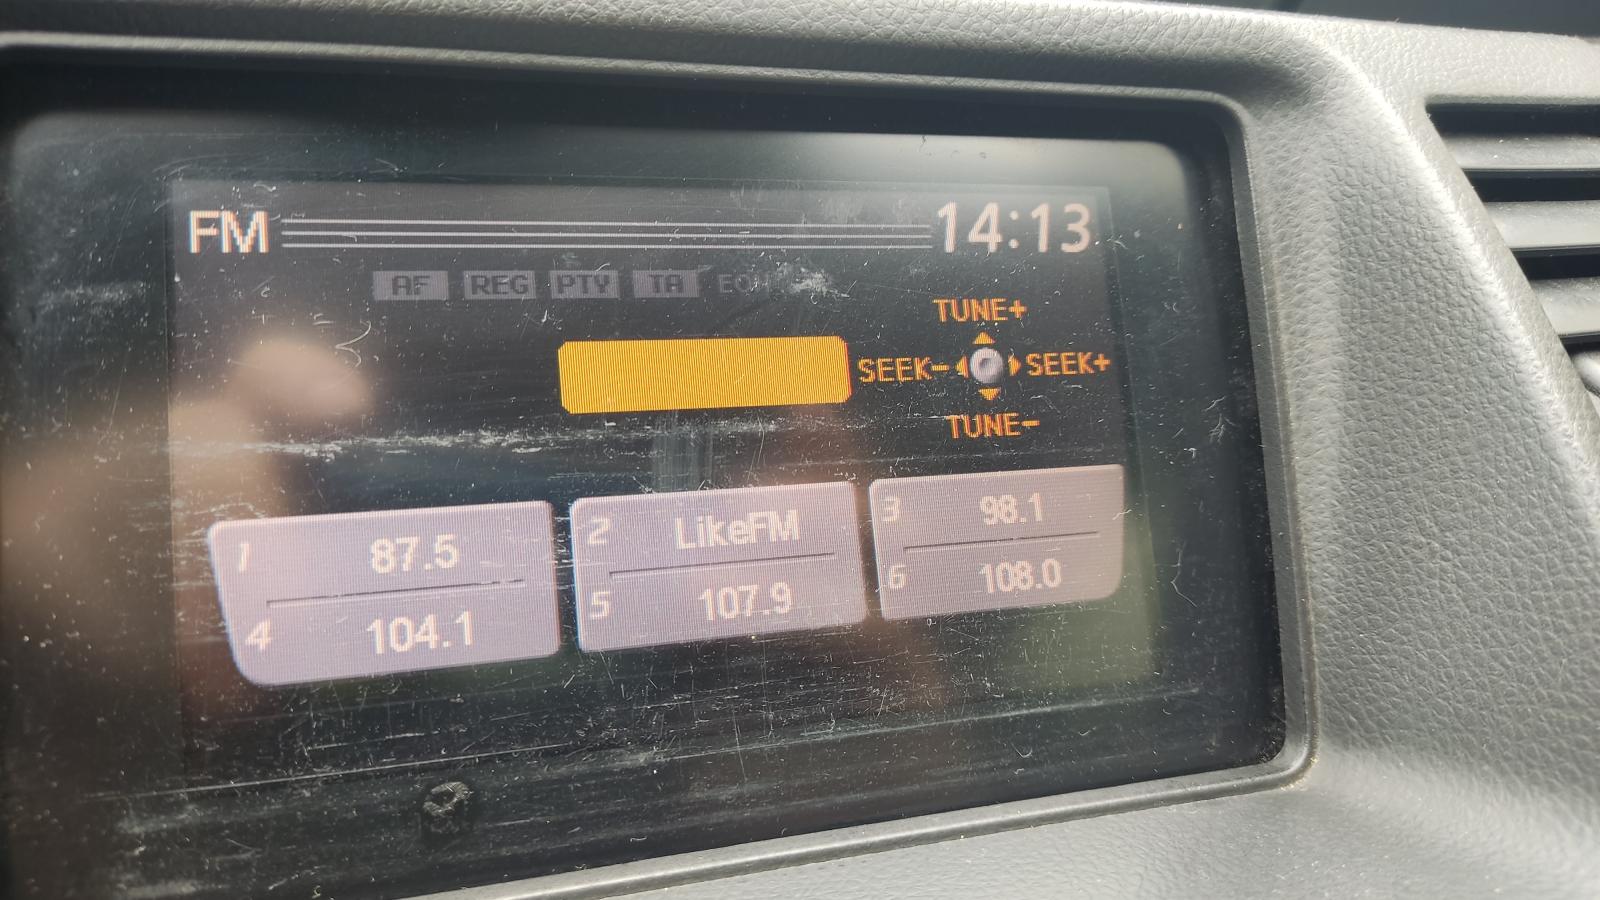 FM 14:13
AF REG PTY TA
TUNE+
SEEK- SEEK+
TUNE-
1 87.5 2 LikeFM 3 98.1
4 104.1 5 107.9 6 108.0